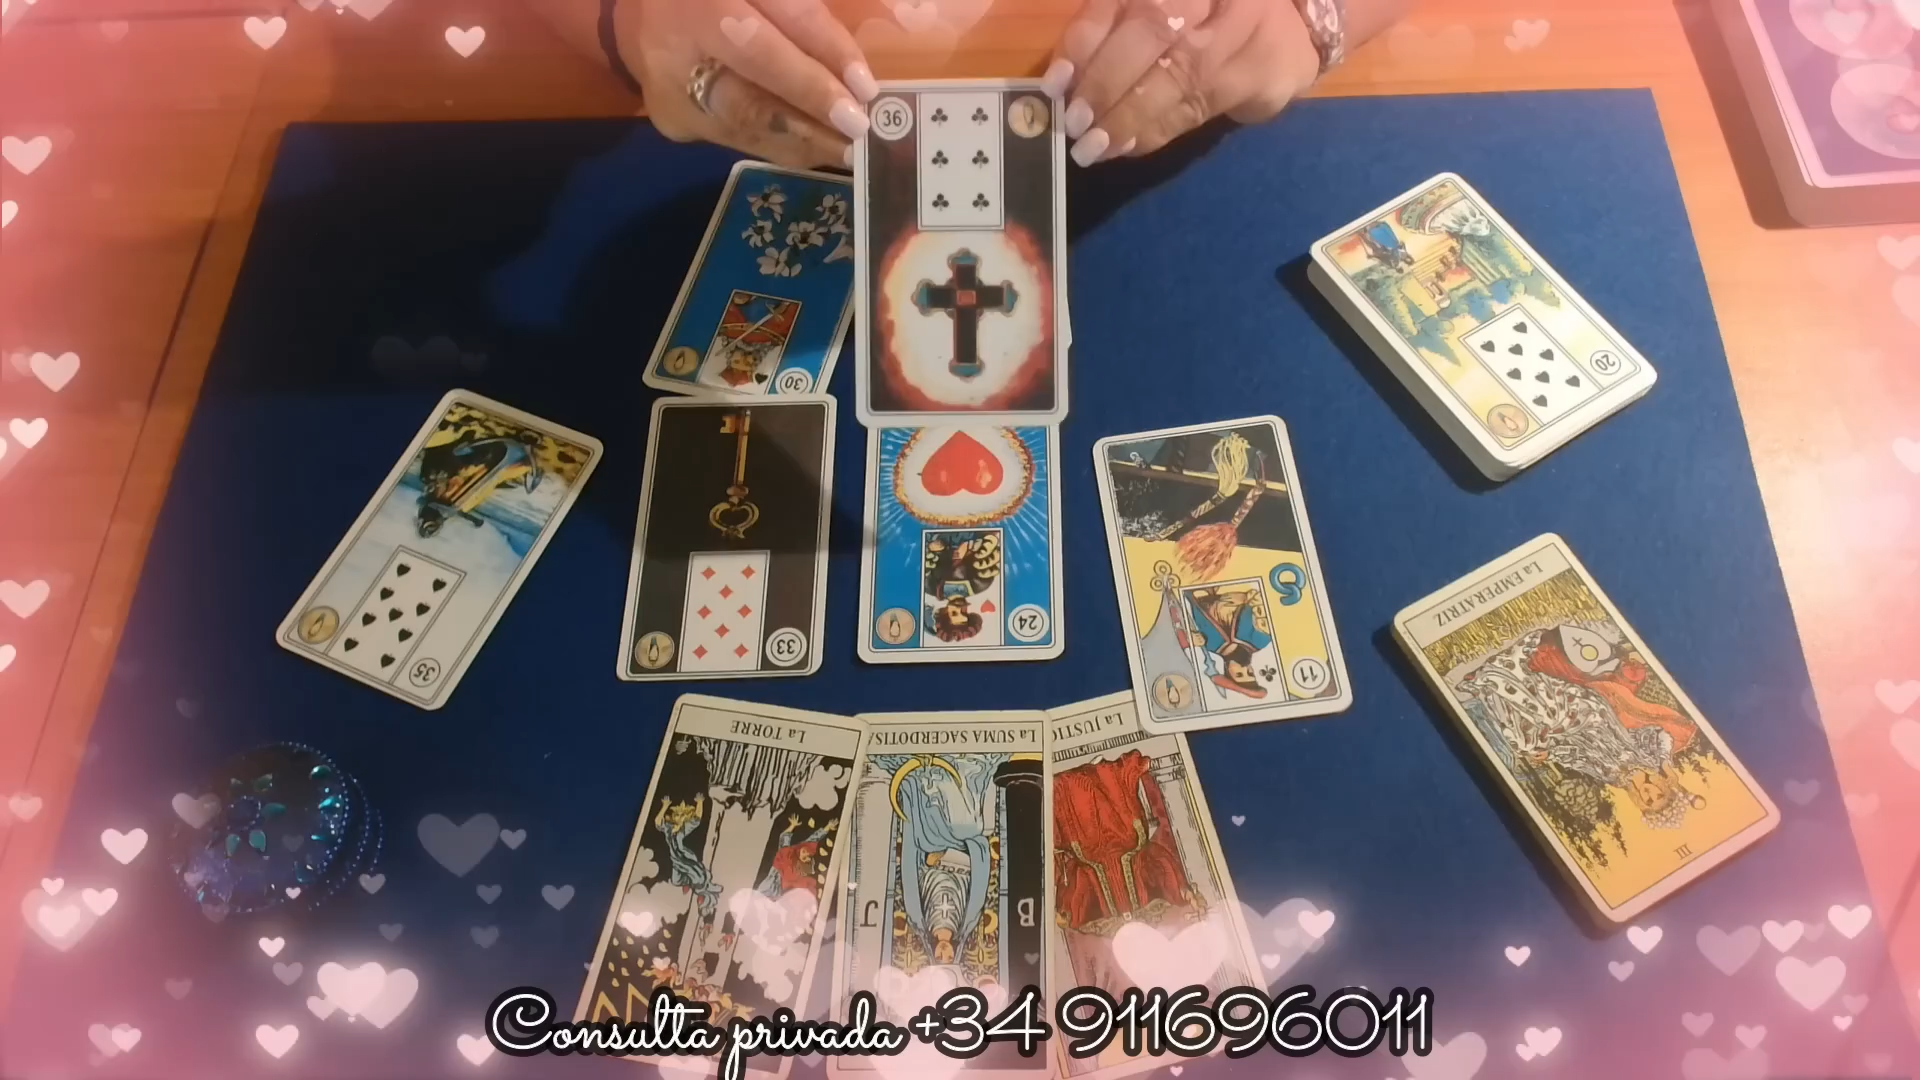 36
30
20
35
33
24
11
La EMPERATRIZ
III
La TORRE
La SUMA SACERDOTIS
La JUSTIC
J
B
Consulta privada +34 911696011